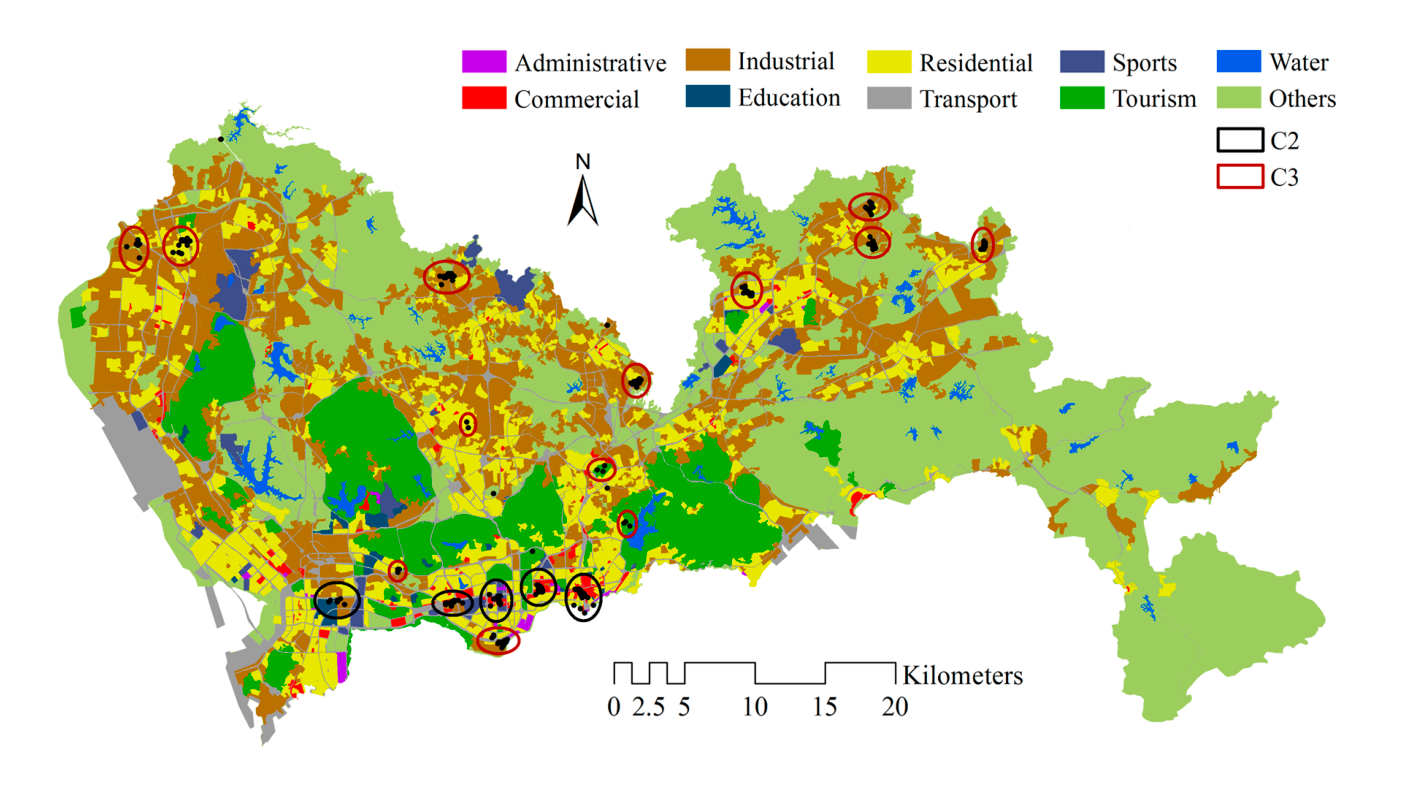 Administrative Industrial Residential Sports Water
Commercial Education Transport Tourism Others
C2
C3
N
Kilometers
0 2.5 5 10 15 20